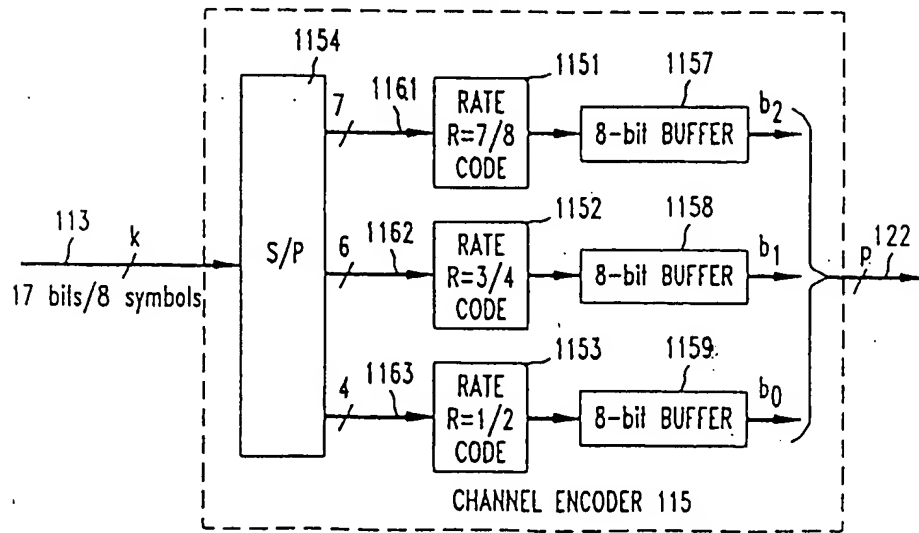 1154
7
1161
1151
RATE
R=7/8
CODE
1157
8-bit BUFFER
b2
113
k
17 bits/8 symbols
S/P
6
1162
1152
RATE
R=3/4
CODE
1158
8-bit BUFFER
b1
p
122
4
1163
1153
RATE
R=1/2
CODE
1159
8-bit BUFFER
b0
CHANNEL ENCODER 115